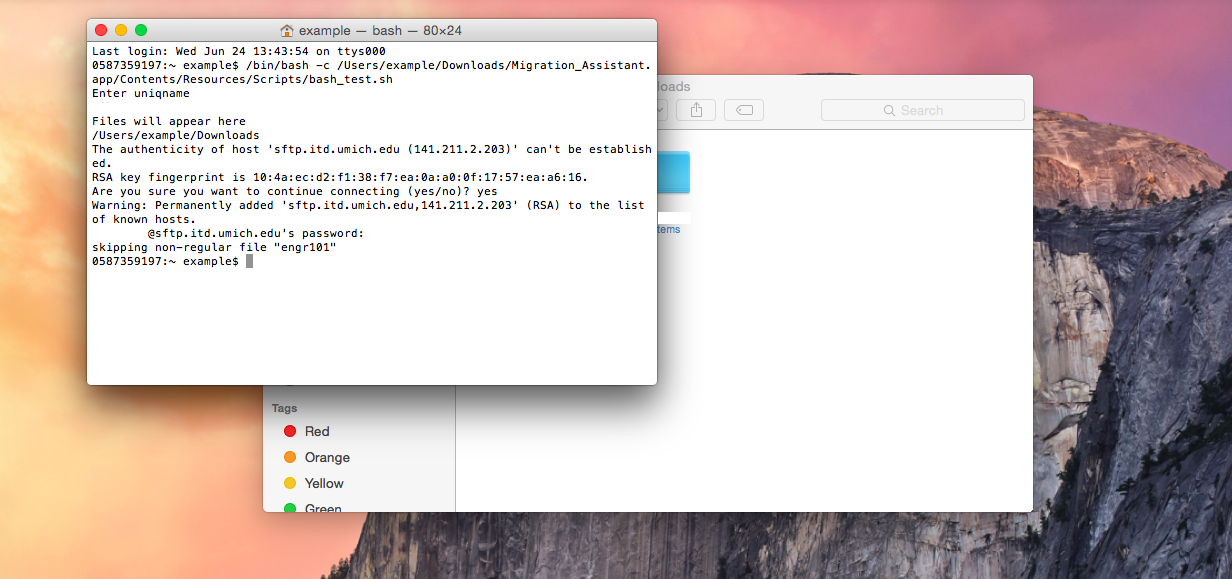 example — bash — 80×24
Last login: Wed Jun 24 13:43:54 on ttys000
0587359197:~ example$ /bin/bash -c /Users/example/Downloads/Migration_Assistant.
app/Contents/Resources/Scripts/bash_test.sh
Enter uniqname
Files will appear here
/Users/example/Downloads
The authenticity of host 'sftp.itd.umich.edu (141.211.2.203)' can't be establish
ed.
RSA key fingerprint is 10:4a:ec:d2:f1:38:f7:ea:0a:a0:0f:17:57:ea:a6:16.
Are you sure you want to continue connecting (yes/no)? yes
Warning: Permanently added 'sftp.itd.umich.edu,141.211.2.203' (RSA) to the list
of known hosts.
@sftp.itd.umich.edu's password:
skipping non-regular file "engr101"
0587359197:~ example$
loads
Search
tems
Tags
Red
Orange
Yellow
Green